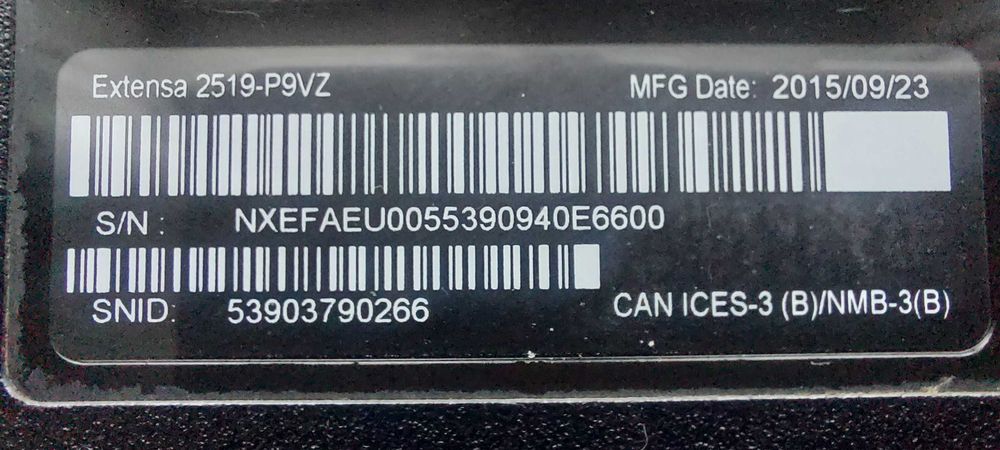 Extensa 2519-P9VZ MFG Date: 2015/09/23
S/N : NXEFAEU0055390940E6600
SNID: 53903790266 CAN ICES-3 (B)/NMB-3(B)